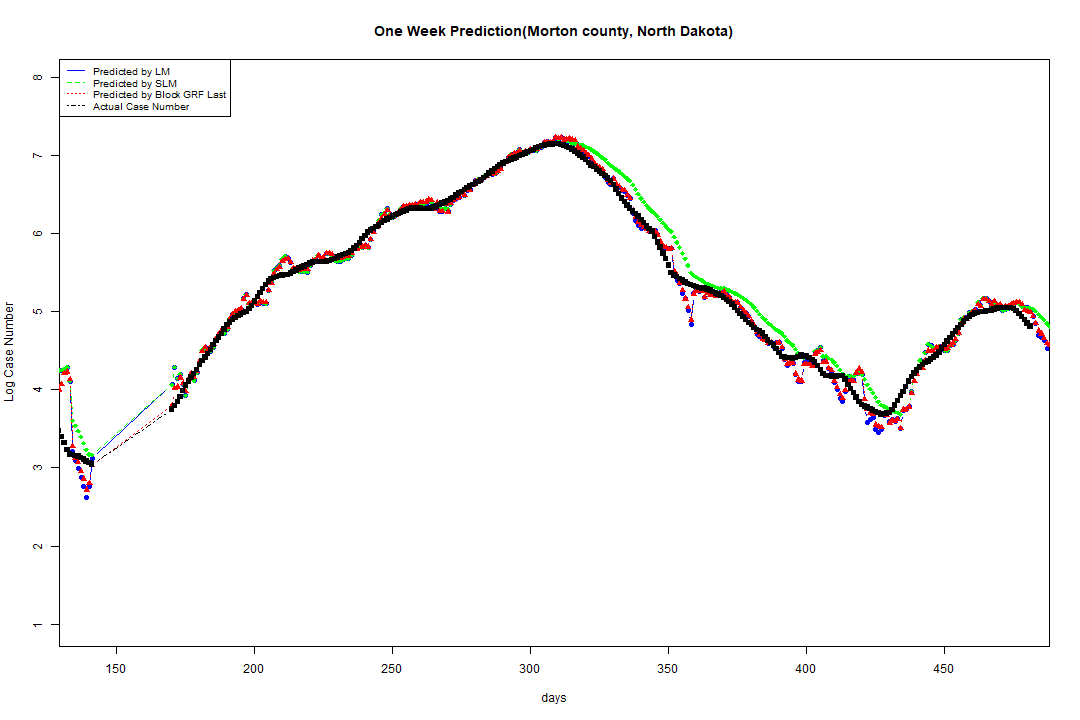 One Week Prediction(Morton county, North Dakota)
Predicted by LM
Predicted by SLM
Predicted by Block GRF Last
Actual Case Number
8
7
6
5
4
3
2
1
Log Case Number
150 200 250 300 350 400 450
days